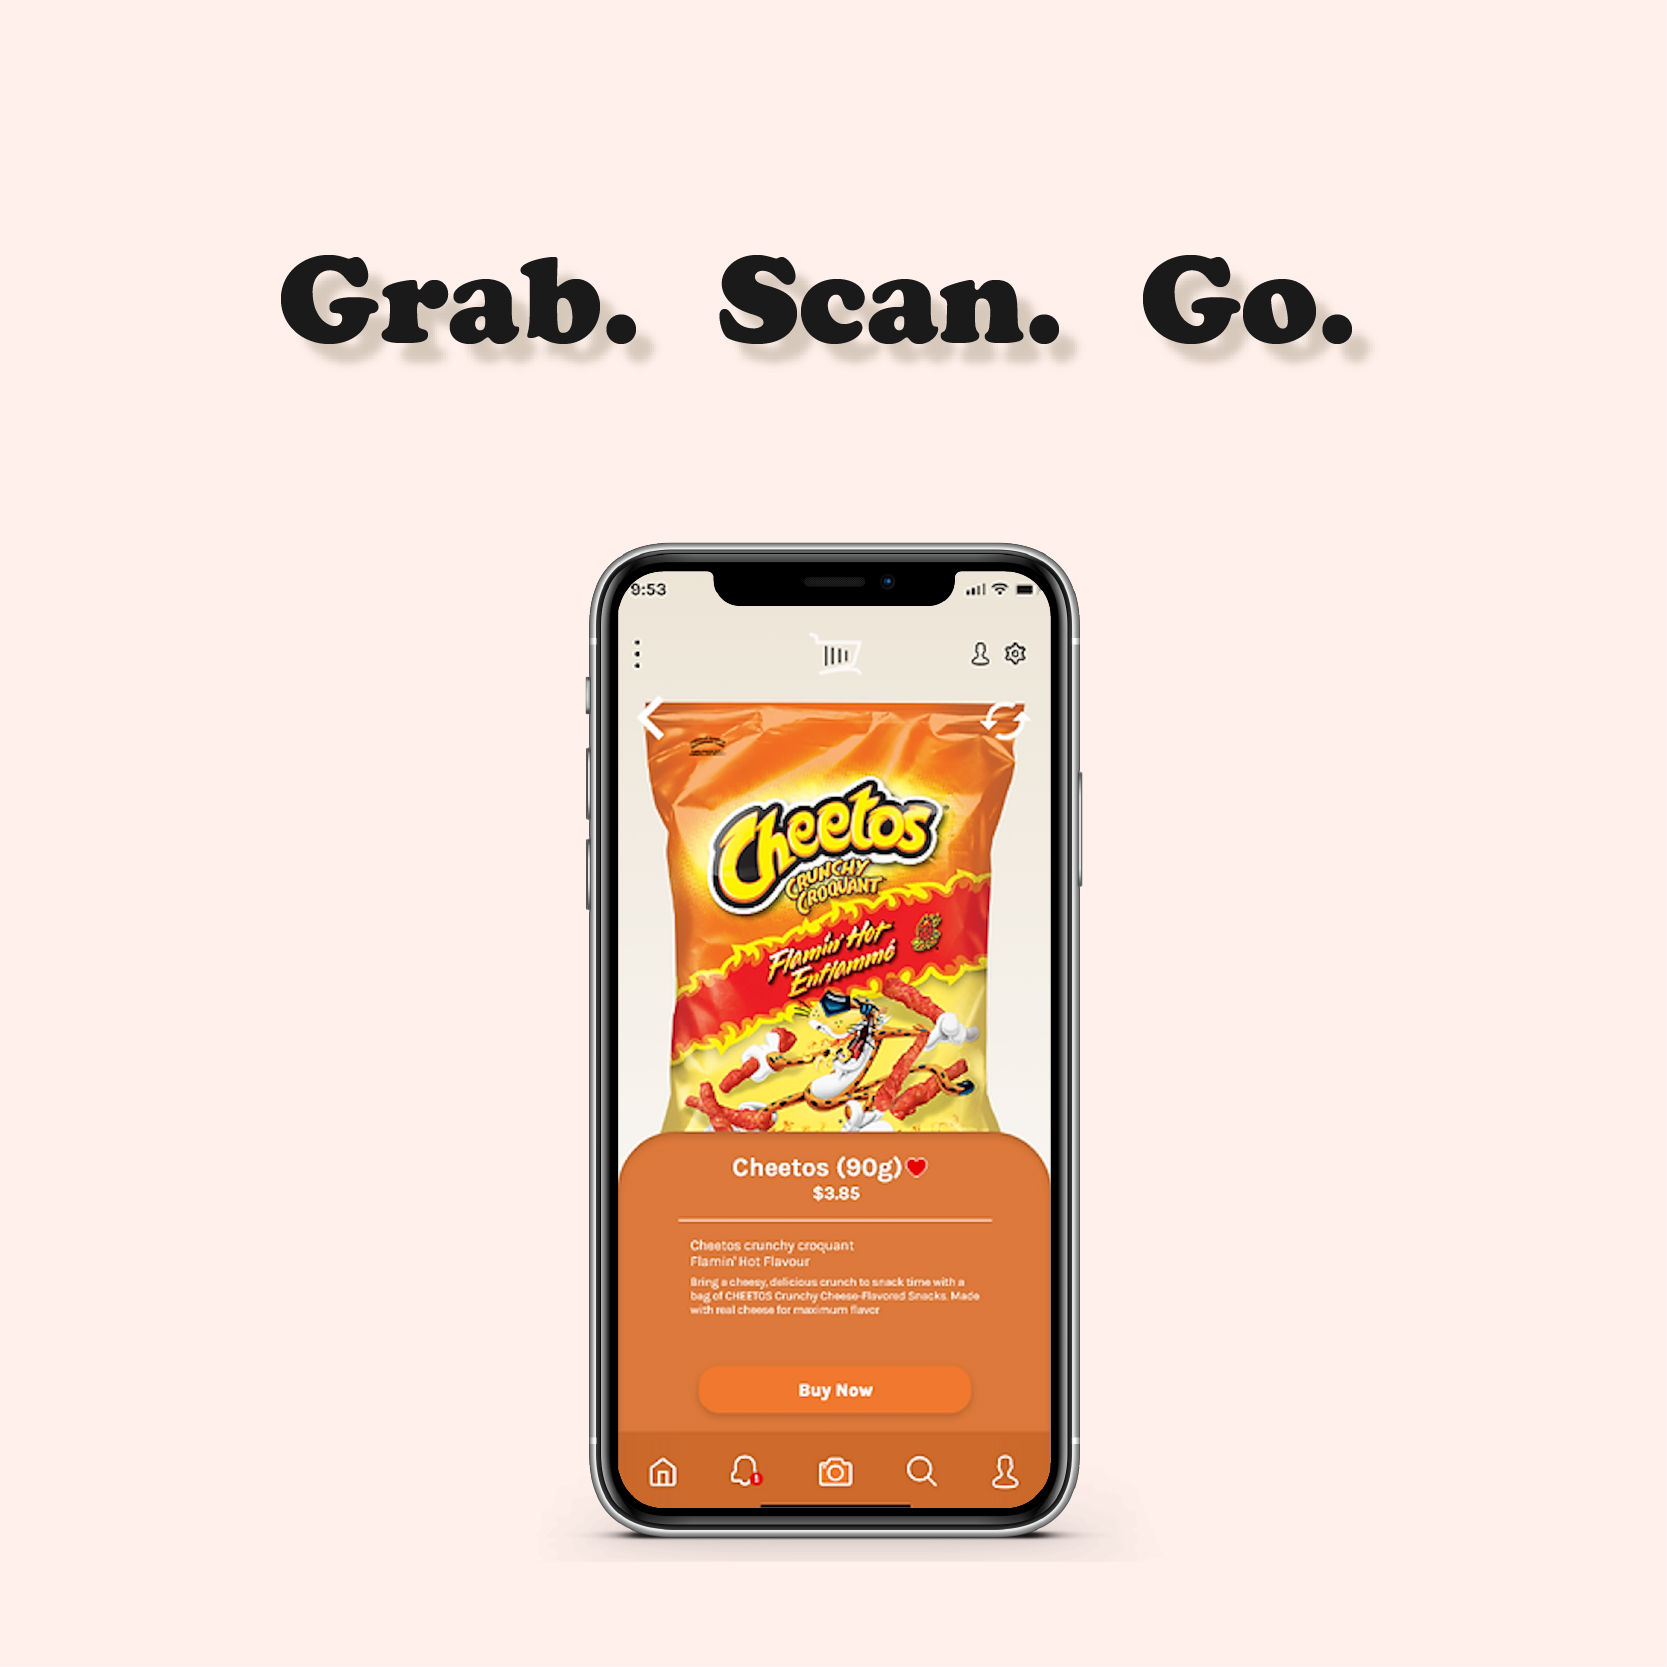 Grab. Scan. Go.
9:53
Cheetos
CRUNCHY
CROQUANT
Flamin' Hot
Enflammé
Cheetos (90g)
$3.85
Cheetos crunchy croquant
Flamin' Hot Flavour
Bring a cheesy, delicious crunch to snack time with a
bag of CHEETOS Crunchy Cheese-Flavored Snacks. Made
with real cheese for maximum flavor
Buy Now